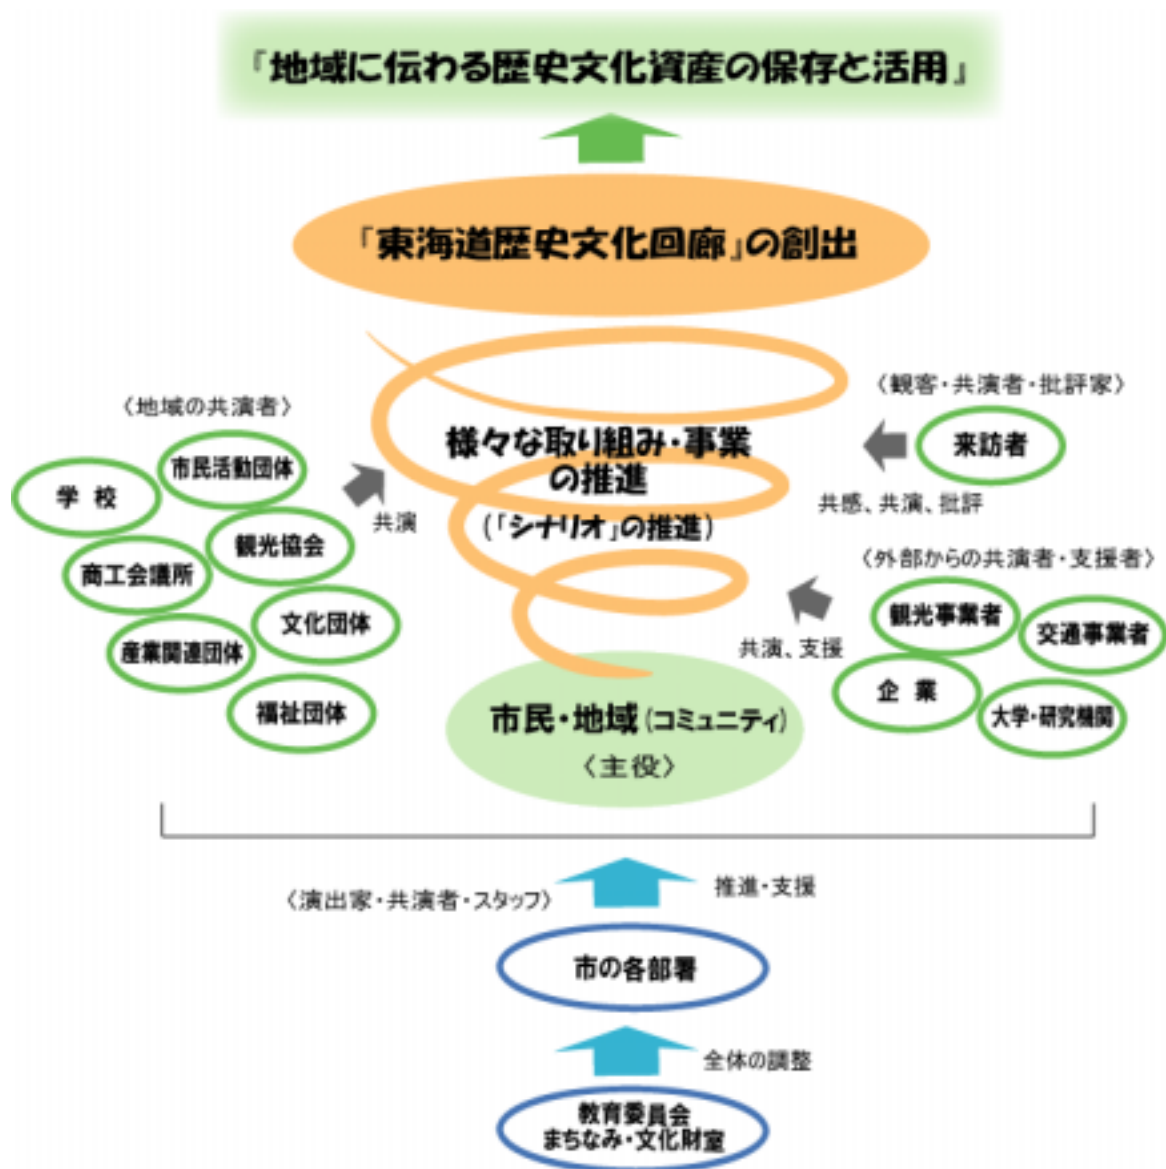 『地域に伝わる歴史文化資産の保存と活用』
『東海道歴史文化回廊』の創出
〈観客・共演者・批評家〉
〈地域の共演者〉
様々な取り組み・事業
の推進
(「シナリオ」の推進)
来訪者
共感、共演、批評
市民活動団体
学 校
共演
観光協会
商工会議所
〈外部からの共演者・支援者〉
文化団体
観光事業者
交通事業者
産業関連団体
共演、支援
企 業
福祉団体
大学・研究機関
市民・地域(コミュニティ)
〈主役〉
〈演出家・共演者・スタッフ〉
推進・支援
市の各部署
全体の調整
教育委員会
まちなみ・文化財室